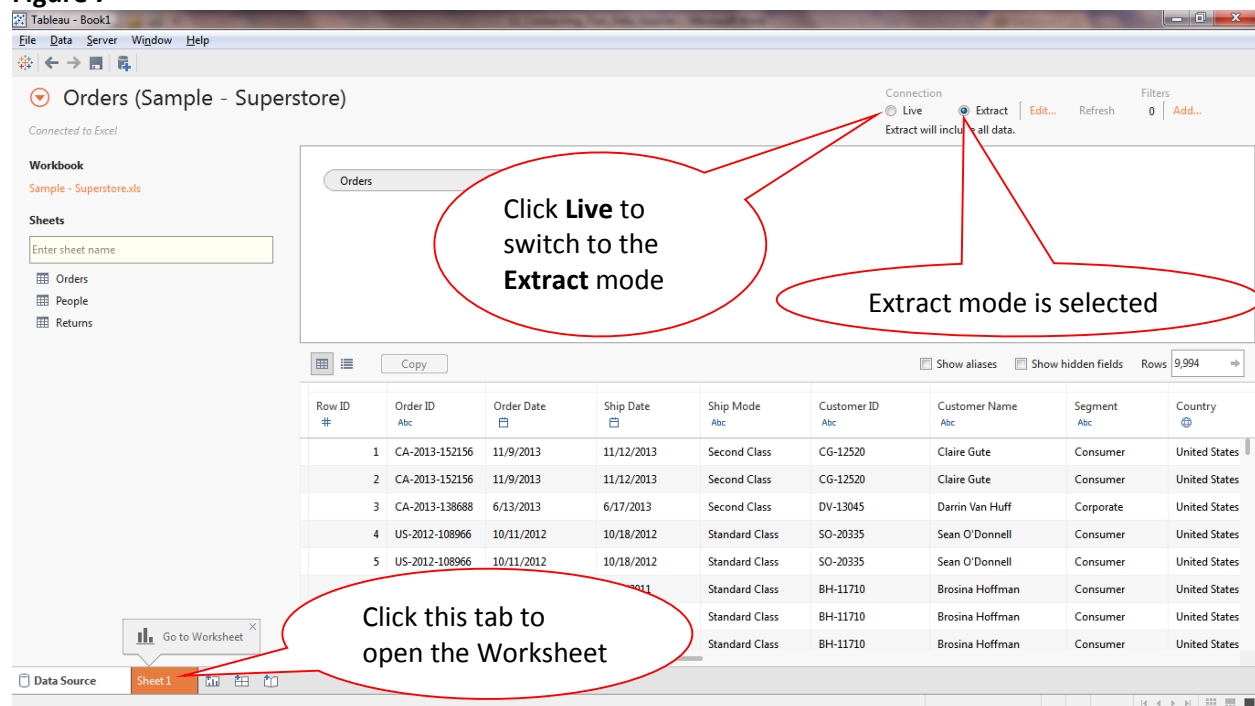 Tableau - Book1
File Data Server Window Help
Orders (Sample - Superstore)
Connected to Excel
Connection
Live Extract Edit... Refresh
Extract will include all data.
Filters
0 Add...
Workbook
Sample - Superstore.xls
Sheets
Enter sheet name
Orders
People
Returns
Orders
Click Live to
switch to the
Extract mode
Extract mode is selected
Copy
Show aliases Show hidden fields Rows 9,994
Row ID Order ID Order Date Ship Date Ship Mode Customer ID Customer Name Segment Country
# Abc Abc Abc Abc Abc
1 CA-2013-152156 11/9/2013 11/12/2013 Second Class CG-12520 Claire Gute Consumer United States
2 CA-2013-152156 11/9/2013 11/12/2013 Second Class CG-12520 Claire Gute Consumer United States
3 CA-2013-138688 6/13/2013 6/17/2013 Second Class DV-13045 Darrin Van Huff Corporate United States
4 US-2012-108966 10/11/2012 10/18/2012 Standard Class SO-20335 Sean O'Donnell Consumer United States
5 US-2012-108966 10/11/2012 10/18/2012 Standard Class SO-20335 Sean O'Donnell Consumer United States
Standard Class BH-11710 Brosina Hoffman Consumer United States
Standard Class BH-11710 Brosina Hoffman Consumer United States
Standard Class BH-11710 Brosina Hoffman Consumer United States
Click this tab to
open the Worksheet
Go to Worksheet
Data Source Sheet 1